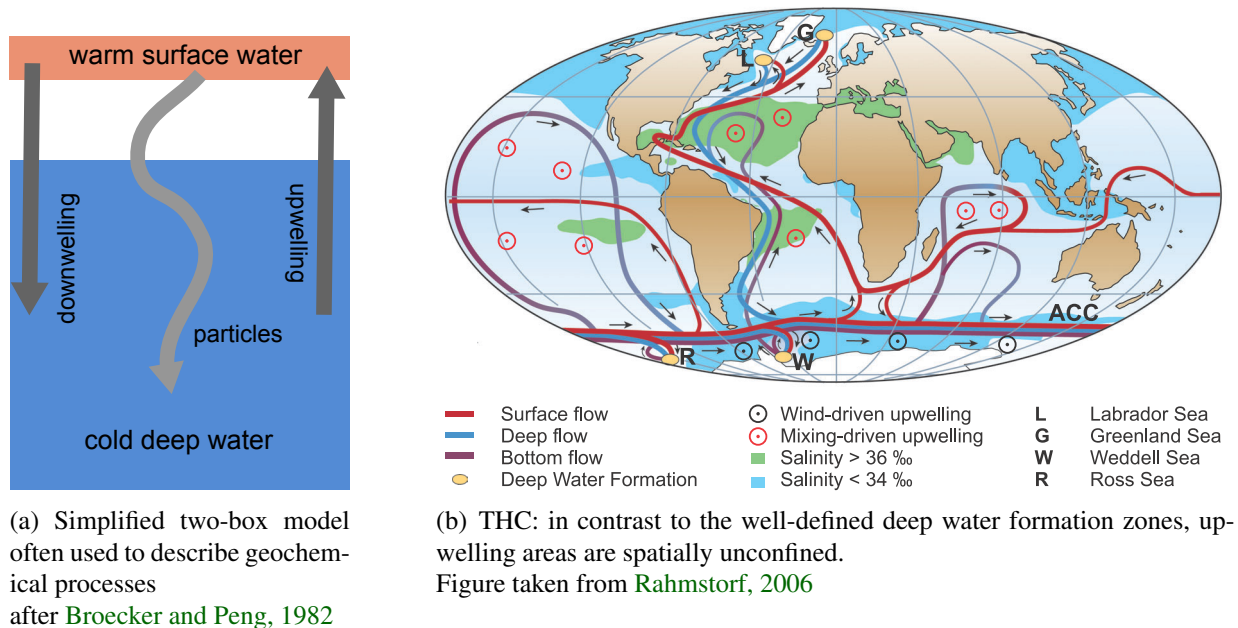 warm surface water
downwelling
upwelling
particles
cold deep water
(a) Simplified two-box model
often used to describe geochem-
ical processes
after Broecker and Peng, 1982
G
L
ACC
R
W
Surface flow
Deep flow
Bottom flow
Deep Water Formation
Wind-driven upwelling
Mixing-driven upwelling
Salinity > 36 ‰
Salinity < 34 ‰
L Labrador Sea
G Greenland Sea
W Weddell Sea
R Ross Sea
(b) THC: in contrast to the well-defined deep water formation zones, up-
welling areas are spatially unconfined.
Figure taken from Rahmstorf, 2006